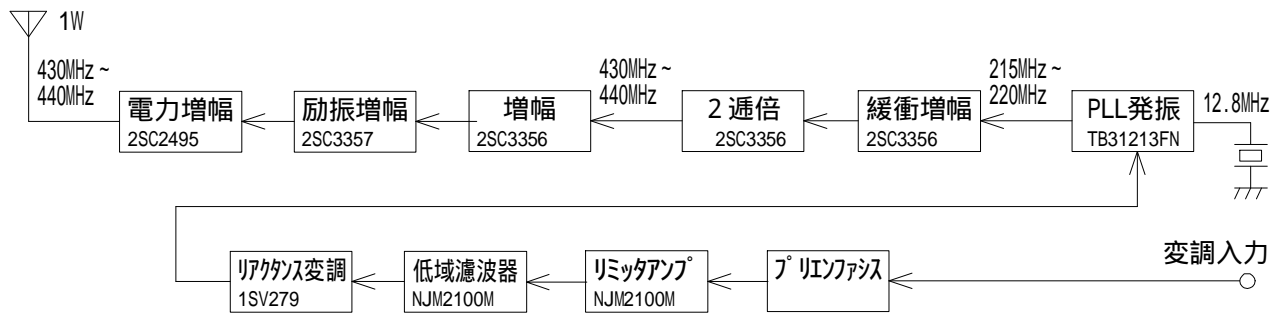 1W
430MHz~
440MHz
電力増幅
2SC2495
励振増幅
2SC3357
増幅
2SC3356
430MHz~
440MHz
2逓倍
2SC3356
緩衝増幅
2SC3356
215MHz~
220MHz
PLL発振
TB31213FN
12.8MHz
リアクタンス変調
1SV279
低域濾波器
NJM2100M
リミッタアンプ
NJM2100M
プリエンファシス
変調入力